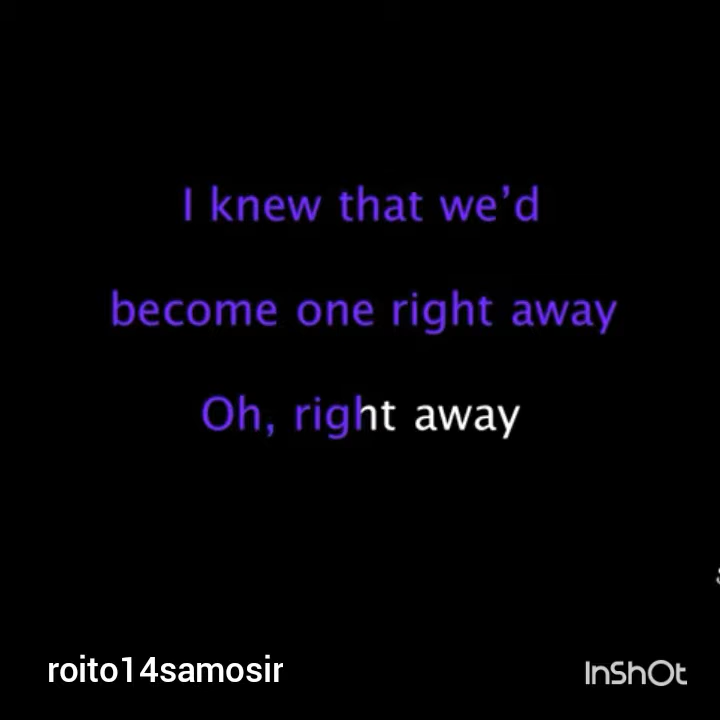 I knew that we’d
become one right away
Oh, right away
roito14samosir
InShOt